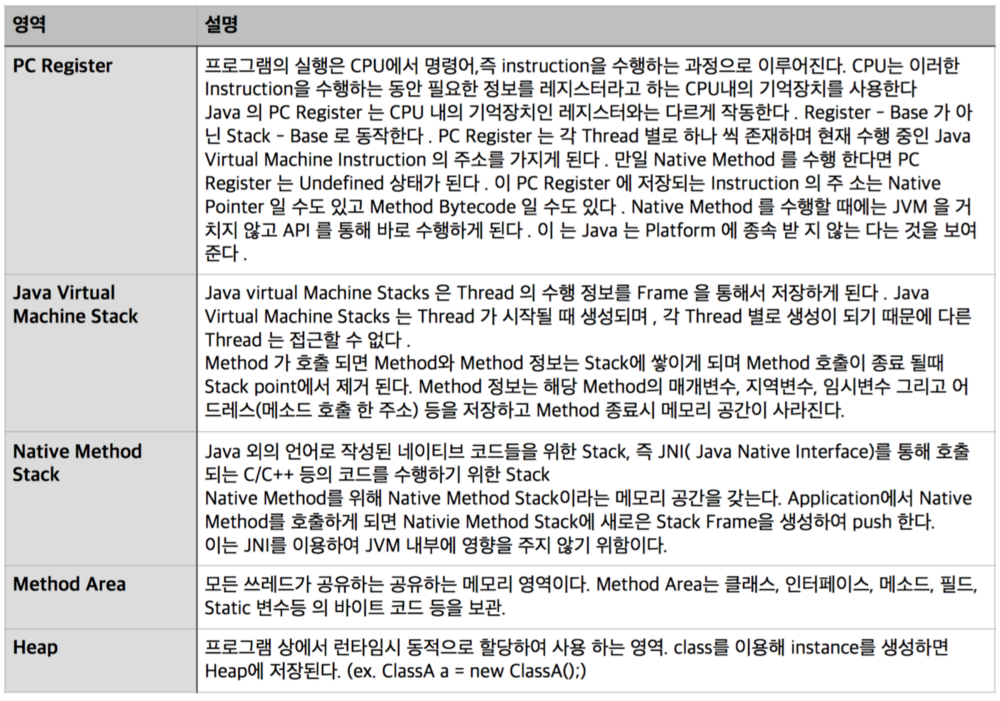 영역
설명
PC Register
프로그램의 실행은 CPU에서 명령어,즉 instruction을 수행하는 과정으로 이루어진다. CPU는 이러한
Instruction을 수행하는 동안 필요한 정보를 레지스터라고 하는 CPU내의 기억장치를 사용한다
Java 의 PC Register 는 CPU 내의 기억장치인 레지스터와는 다르게 작동한다 . Register – Base 가 아
닌 Stack – Base 로 동작한다 . PC Register 는 각 Thread 별로 하나 씩 존재하며 현재 수행 중인 Java
Virtual Machine Instruction 의 주소를 가지게 된다 . 만일 Native Method 를 수행 한다면 PC
Register 는 Undefined 상태가 된다 . 이 PC Register 에 저장되는 Instruction 의 주 소는 Native
Pointer 일 수도 있고 Method Bytecode 일 수도 있다 . Native Method 를 수행할 때에는 JVM 을 거
치지 않고 API 를 통해 바로 수행하게 된다 . 이 는 Java 는 Platform 에 종속 받 지 않는 다는 것을 보여
준다 .
Java Virtual
Machine Stack
Java virtual Machine Stacks 은 Thread 의 수행 정보를 Frame 을 통해서 저장하게 된다 . Java
Virtual Machine Stacks 는 Thread 가 시작될 때 생성되며 , 각 Thread 별로 생성이 되기 때문에 다른
Thread 는 접근할 수 없다 .
Method 가 호출 되면 Method와 Method 정보는 Stack에 쌓이게 되며 Method 호출이 종료 될때
Stack point에서 제거 된다. Method 정보는 해당 Method의 매개변수, 지역변수, 임시변수 그리고 어
드레스(메소드 호출 한 주소) 등을 저장하고 Method 종료시 메모리 공간이 사라진다.
Native Method
Stack
Java 외의 언어로 작성된 네이티브 코드들을 위한 Stack, 즉 JNI( Java Native Interface)를 통해 호출
되는 C/C++ 등의 코드를 수행하기 위한 Stack
Native Method를 위해 Native Method Stack이라는 메모리 공간을 갖는다. Application에서 Native
Method를 호출하게 되면 Nativie Method Stack에 새로운 Stack Frame을 생성하여 push 한다.
이는 JNI를 이용하여 JVM 내부에 영향을 주지 않기 위함이다.
Method Area
모든 쓰레드가 공유하는 공유하는 메모리 영역이다. Method Area는 클래스, 인터페이스, 메소드, 필드,
Static 변수등 의 바이트 코드 등을 보관.
Heap
프로그램 상에서 런타임시 동적으로 할당하여 사용 하는 영역. class를 이용해 instance를 생성하면
Heap에 저장된다. (ex. ClassA a = new ClassA();)